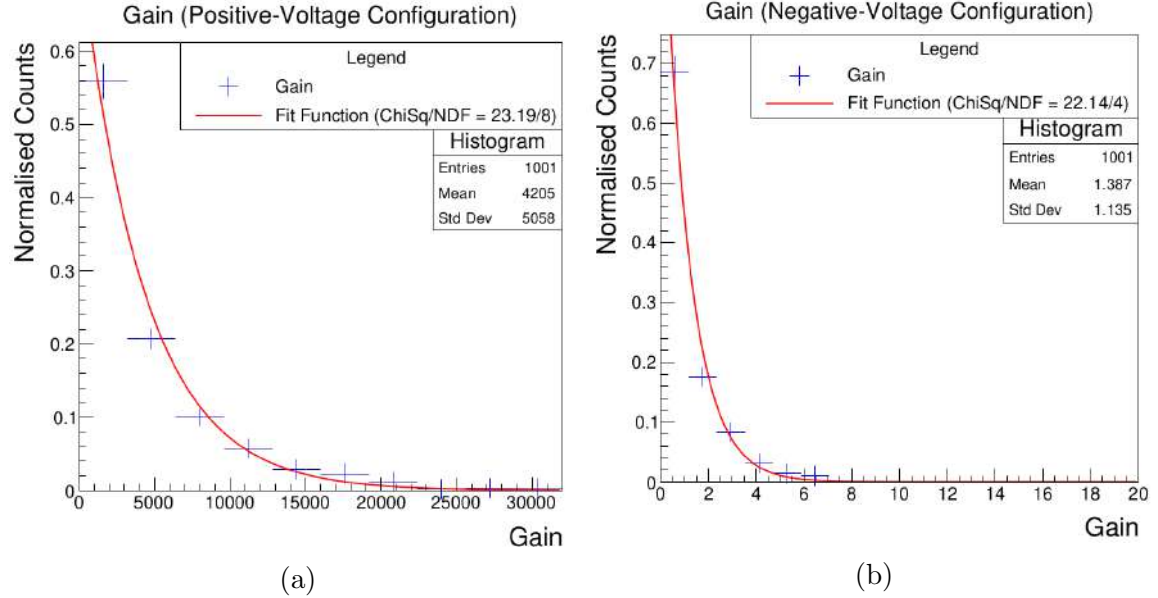 Gain (Positive-Voltage Configuration)
Normalised Counts
0.6
0.5
0.4
0.3
0.2
0.1
0
Legend
Gain
Fit Function (ChiSq/NDF = 23.19/8)
Histogram
Entries 1001
Mean 4205
Std Dev 5058
0 5000 10000 15000 20000 25000 30000
Gain
(a)
Gain (Negative-Voltage Configuration)
Normalised Counts
0.7
0.6
0.5
0.4
0.3
0.2
0.1
0
Legend
Gain
Fit Function (ChiSq/NDF = 22.14/4)
Histogram
Entries 1001
Mean 1.387
Std Dev 1.135
0 2 4 6 8 10 12 14 16 18 20
Gain
(b)